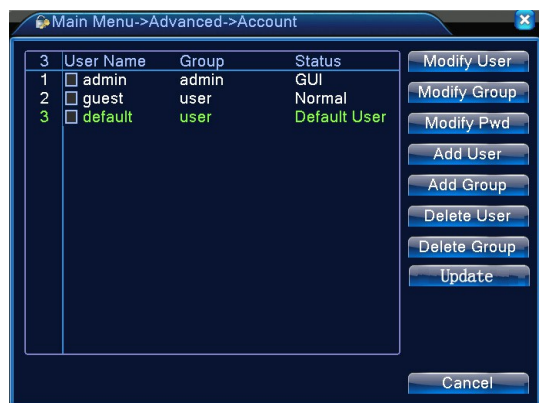 Main Menu->Advanced->Account
3 User Name Group Status
1 admin admin GUI
2 guest user Normal
3 default user Default User
Modify User
Modify Group
Modify Pwd
Add User
Add Group
Delete User
Delete Group
Update
Cancel